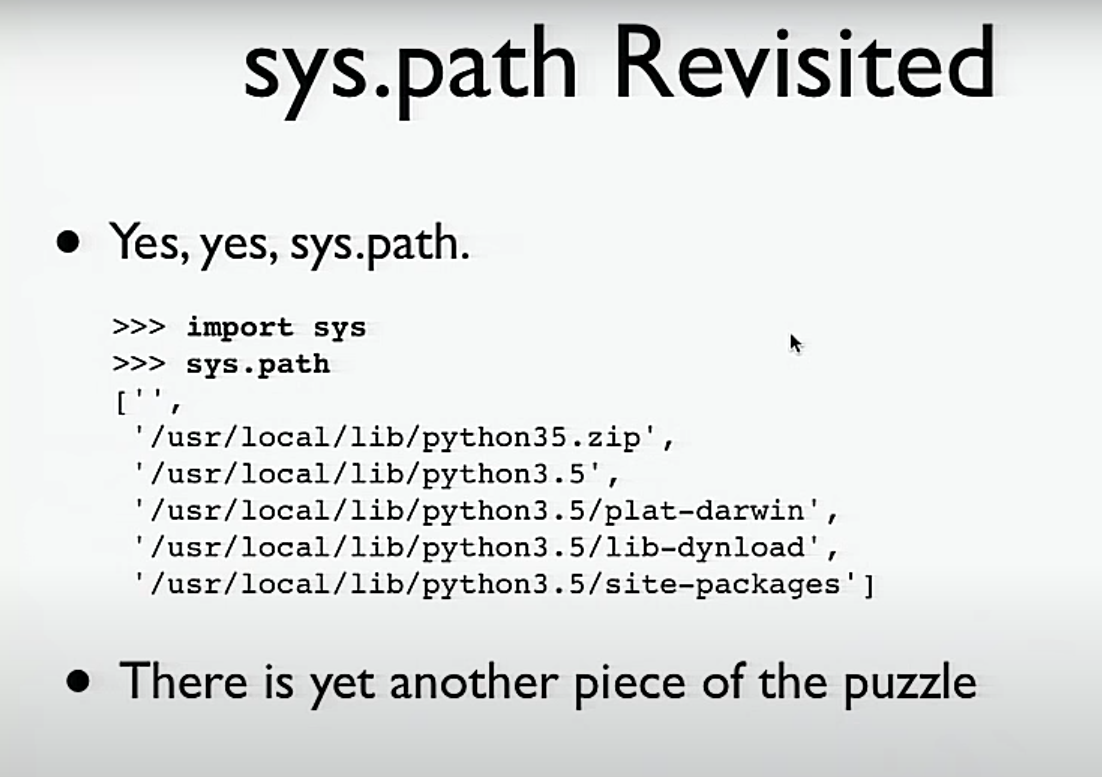 sys.path Revisited
• Yes, yes, sys.path.
>>> import sys
>>> sys.path
['',
'/usr/local/lib/python35.zip',
'/usr/local/lib/python3.5',
'/usr/local/lib/python3.5/plat-darwin',
'/usr/local/lib/python3.5/lib-dynload',
'/usr/local/lib/python3.5/site-packages']
• There is yet another piece of the puzzle